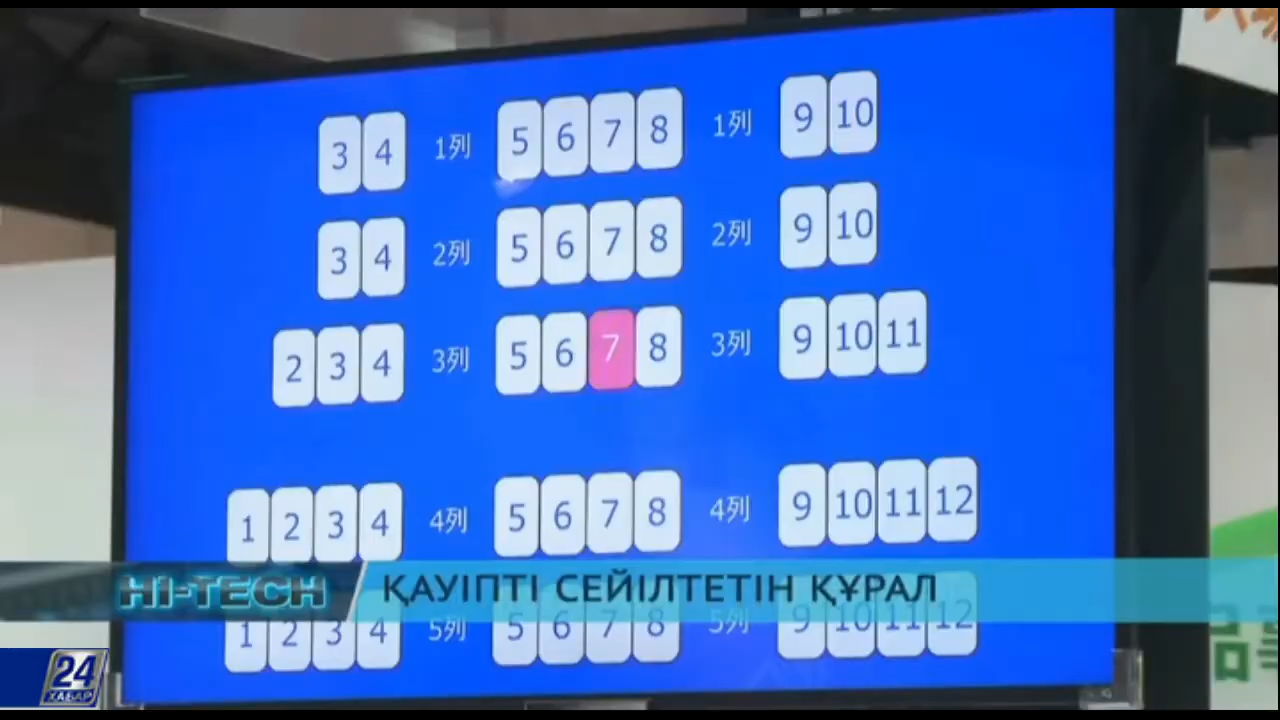 3 4 1列 5 6 7 8 1列 9 10
3 4 2列 5 6 7 8 2列 9 10
2 3 4 3列 5 6 7 8 3列 9 10 11
1 2 3 4 4列 5 6 7 8 4列 9 10 11 12
HI-TECH ҚАУІПТІ СЕЙІЛТЕТІН ҚҰРАЛ
1 2 3 4 5列 5 6 7 8 5列 9 10 11 12
24
ХАБАР